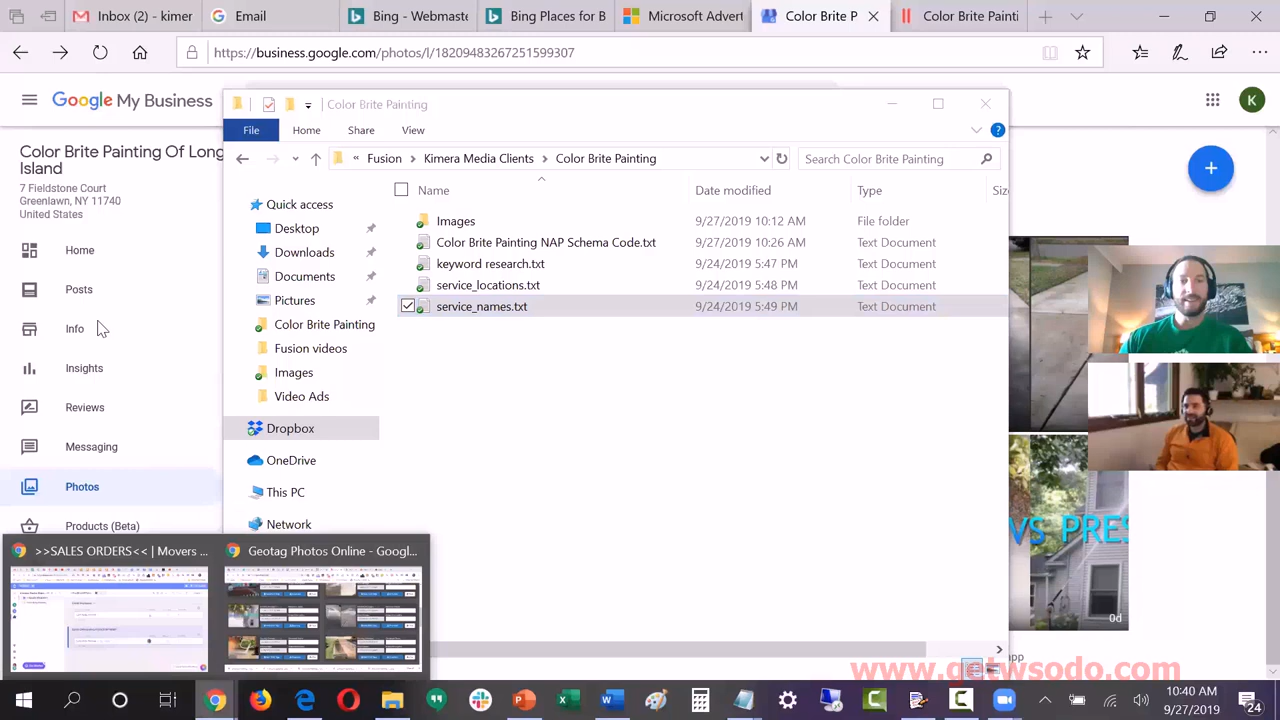 Inbox (2) - kimer
Email
Bing - Webmaste
Bing Places for B
Microsoft Advert
Color Brite P
Color Brite Painti
https://business.google.com/photos/l/18209483267251599307
Google My Business
K
Color Brite Painting Of Long
Island
7 Fieldstone Court
Greenlawn, NY 11740
United States
Home
Posts
Info
Insights
Reviews
Messaging
Photos
Products (Beta)
Color Brite Painting
File
Home
Share
View
« Fusion > Kimera Media Clients > Color Brite Painting
Search Color Brite Painting
Name
Date modified
Type
Siz
Quick access
Desktop
Downloads
Documents
Pictures
Color Brite Painting
Fusion videos
Images
Video Ads
Dropbox
OneDrive
This PC
Network
Images 9/27/2019 10:12 AM File folder
Color Brite Painting NAP Schema Code.txt 9/27/2019 10:26 AM Text Document
keyword research.txt 9/24/2019 5:47 PM Text Document
service_locations.txt 9/24/2019 5:48 PM Text Document
service_names.txt 9/24/2019 5:49 PM Text Document
VS PRES
0d
app
www.getwsodo.com
>>SALES ORDERS<< | Movers ...
Geotag Photos Online - Googl...
10:40 AM
9/27/2019
24